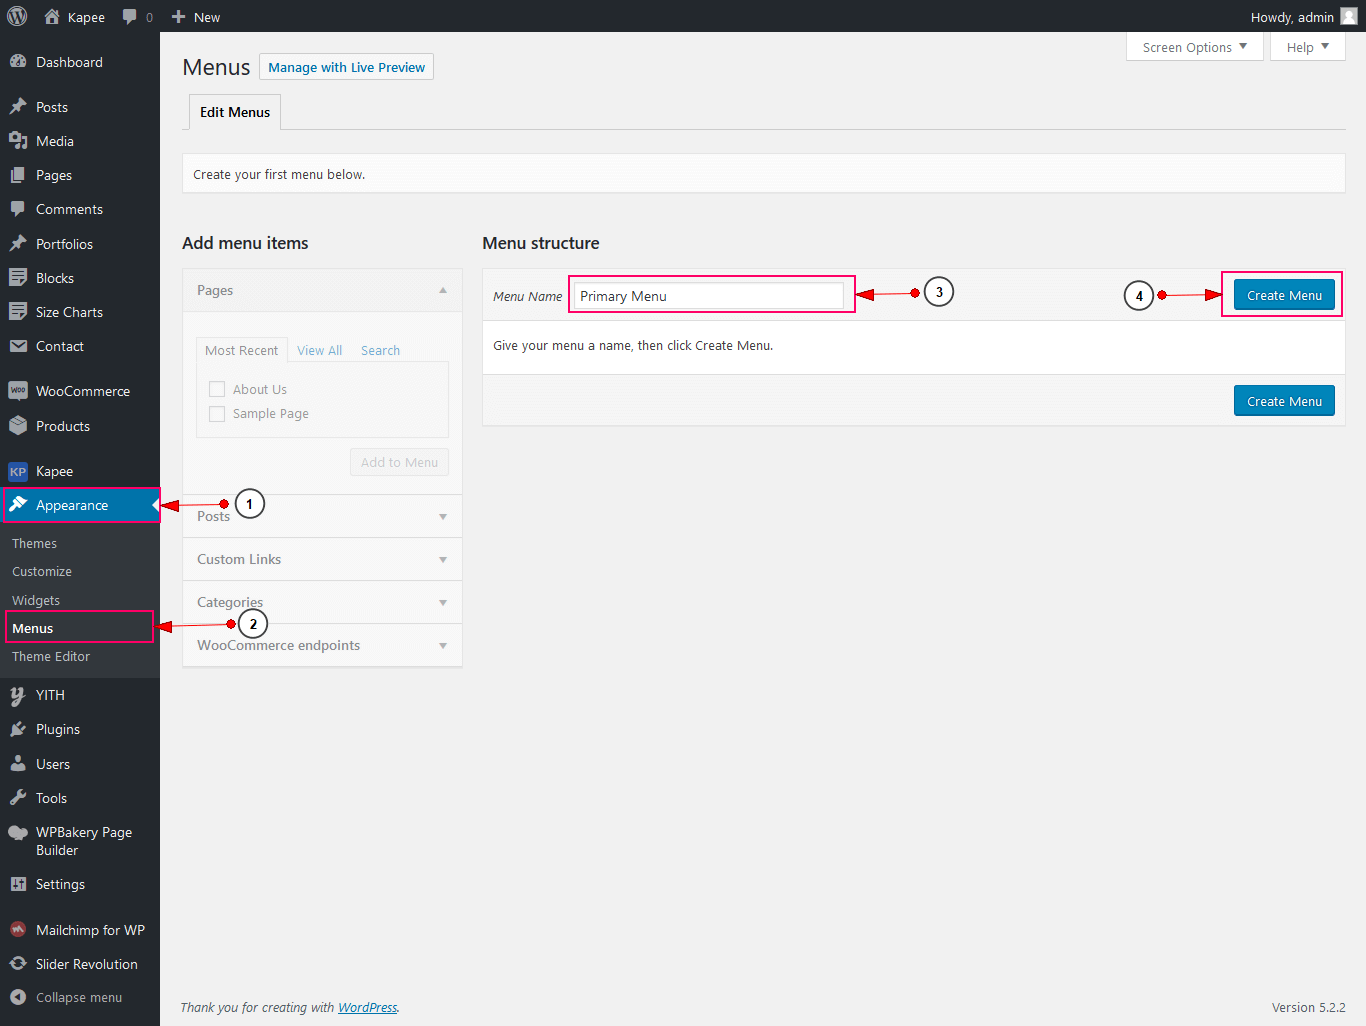 Kapee
0
New
Howdy, admin
Dashboard
Posts
Media
Pages
Comments
Portfolios
Blocks
Size Charts
Contact
WOO
WooCommerce
Products
KP
Kapee
Appearance
Themes
Customize
Widgets
Menus
Theme Editor
YITH
Plugins
Users
Tools
WPBakery Page
Builder
Settings
Mailchimp for WP
Slider Revolution
Collapse menu
Screen Options
Help
Menus
Manage with Live Preview
Edit Menus
Create your first menu below.
Add menu items
Pages
Most Recent
View All
Search
About Us
Sample Page
Add to Menu
1
Posts
Custom Links
Categories
2
WooCommerce endpoints
Menu structure
Menu Name
Primary Menu
3
4
Create Menu
Give your menu a name, then click Create Menu.
Create Menu
Thank you for creating with WordPress.
Version 5.2.2